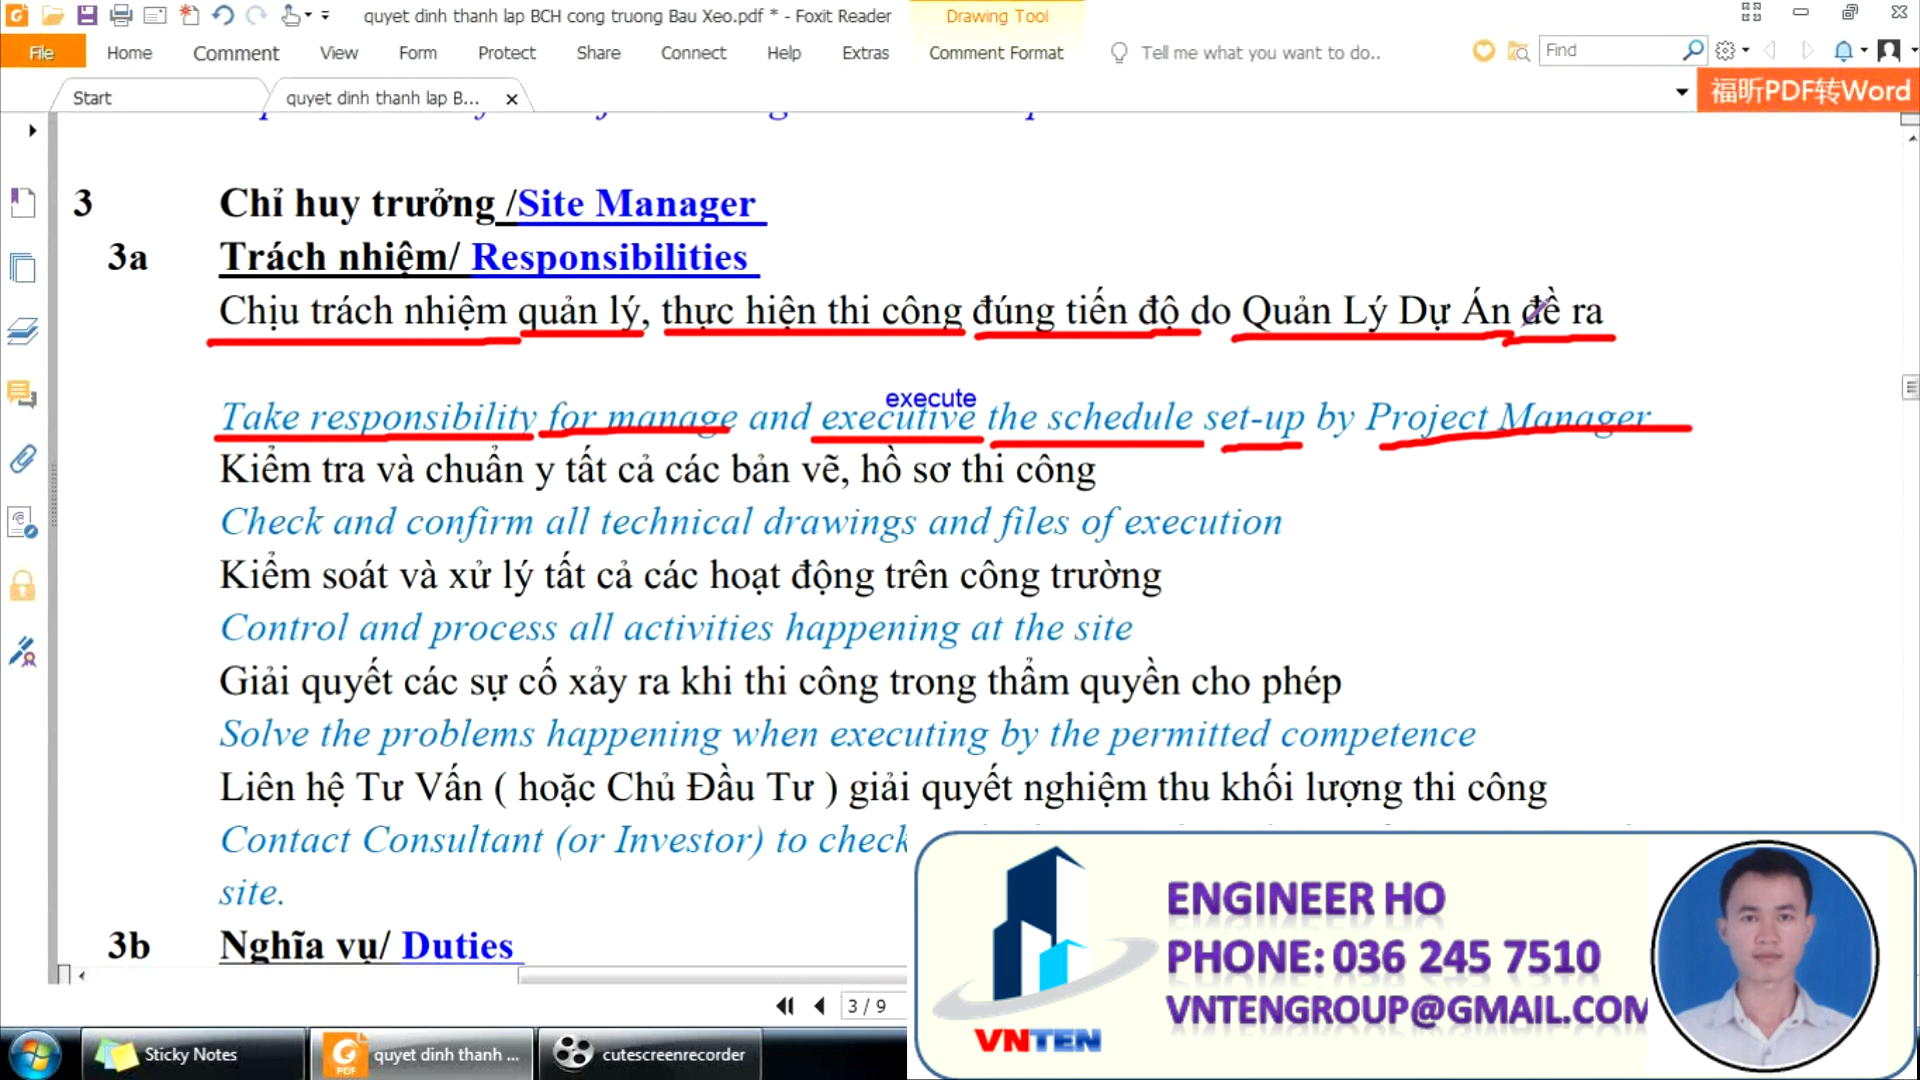 quyet dinh thanh lap BCH cong truong Bau Xeo.pdf * - Foxit Reader
Drawing Tool
File Home Comment View Form Protect Share Connect Help Extras Comment Format Tell me what you want to do.. Find
Start quyet dinh thanh lap B... 福昕PDF转Word
3 Chỉ huy trưởng /Site Manager
3a Trách nhiệm/ Responsibilities
Chịu trách nhiệm quản lý, thực hiện thi công đúng tiến độ do Quản Lý Dự Án đề ra
execute
Take responsibility for manage and executive the schedule set-up by Project Manager
Kiểm tra và chuẩn y tất cả các bản vẽ, hồ sơ thi công
Check and confirm all technical drawings and files of execution
Kiểm soát và xử lý tất cả các hoạt động trên công trường
Control and process all activities happening at the site
Giải quyết các sự cố xảy ra khi thi công trong thẩm quyền cho phép
Solve the problems happening when executing by the permitted competence
Liên hệ Tư Vấn ( hoặc Chủ Đầu Tư ) giải quyết nghiệm thu khối lượng thi công
Contact Consultant (or Investor) to check
site.
3b Nghĩa vụ/ Duties
3 / 9
ENGINEER HO
PHONE: 036 245 7510
VNTENGROUP@GMAIL.COM
VNTEN
Sticky Notes
PDF
quyet dinh thanh ...
cutescreenrecorder